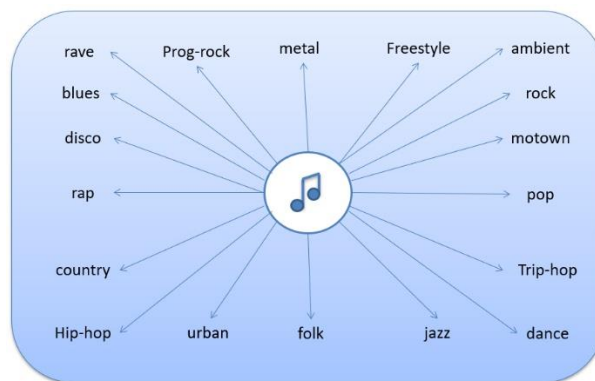 rave
Prog-rock
metal
Freestyle
ambient
blues
rock
disco
motown
rap
pop
country
Trip-hop
Hip-hop
urban
folk
jazz
dance